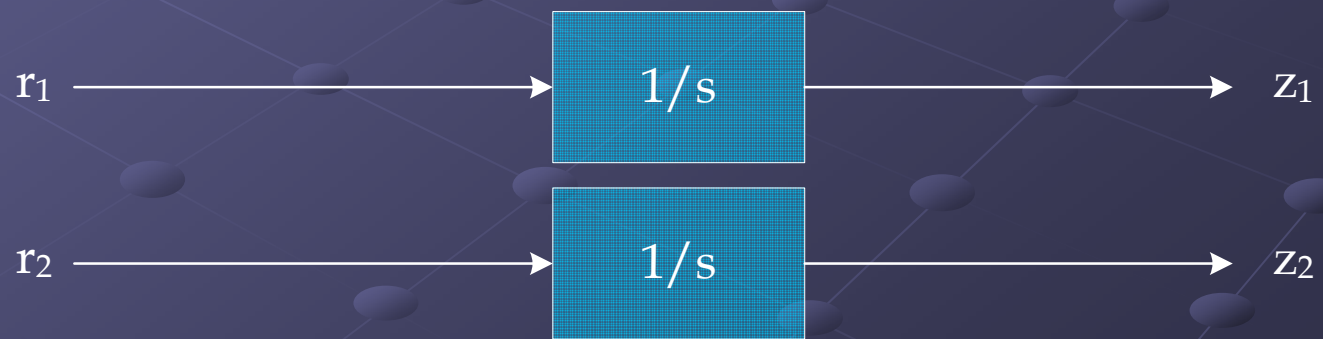 r₁ 1/s z₁
r₂ 1/s z₂